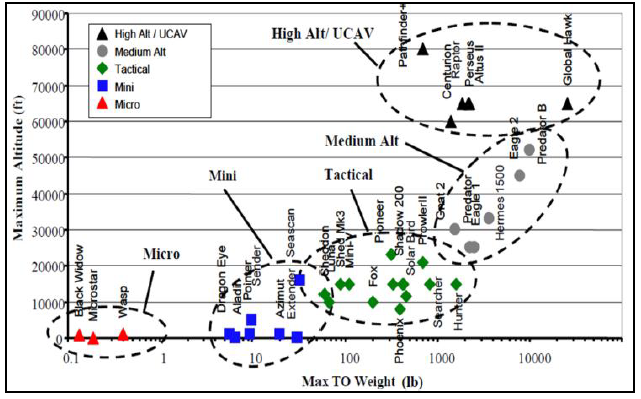 90000
80000
70000
60000
50000
40000
30000
20000
10000
0
Maximum Altitude (ft)
High Alt / UCAV
Medium Alt
Tactical
Mini
Micro
High Alt/ UCAV
Pathfinder+
Centurion
Raptor
Perseus
Altus II
Global Hawk
Medium Alt
Eagle 2
Predator B
Mini
Tactical
Gnat 2
Predator
Eagle 1
Hermes 1500
Micro
Black Widow
Microstar
Wasp
Dragon Eye
Aladin
Pointer
Sender
Azimut
Extender
Seascan
Luna
Shed Mk3
Mini-V
Fox
Pioneer
Phoenix
Shadow 200
Solar Bird
ProwlerII
Searcher
Hunter
0.1
1
10
100
1000
10000
Max TO Weight (lb)